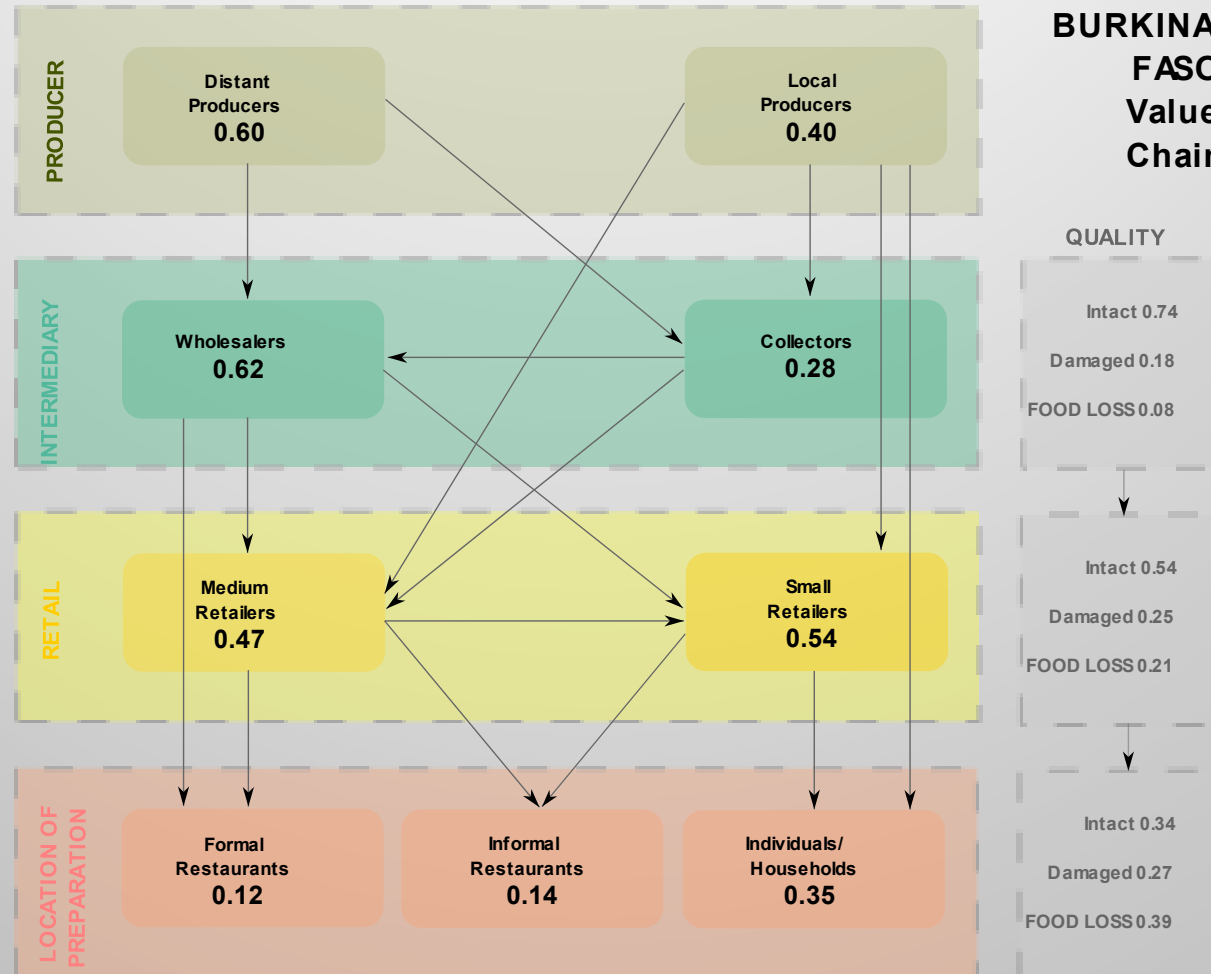 BURKINA
FASO
Value
Chain
PRODUCER
Distant
Producers
0.60
Local
Producers
0.40
QUALITY
INTERMEDIARY
Wholesalers
0.62
Collectors
0.28
Intact 0.74
Damaged 0.18
FOOD LOSS 0.08
RETAIL
Medium
Retailers
0.47
Small
Retailers
0.54
Intact 0.54
Damaged 0.25
FOOD LOSS 0.21
LOCATION OF
PREPARATION
Formal
Restaurants
0.12
Informal
Restaurants
0.14
Individuals/
Households
0.35
Intact 0.34
Damaged 0.27
FOOD LOSS 0.39